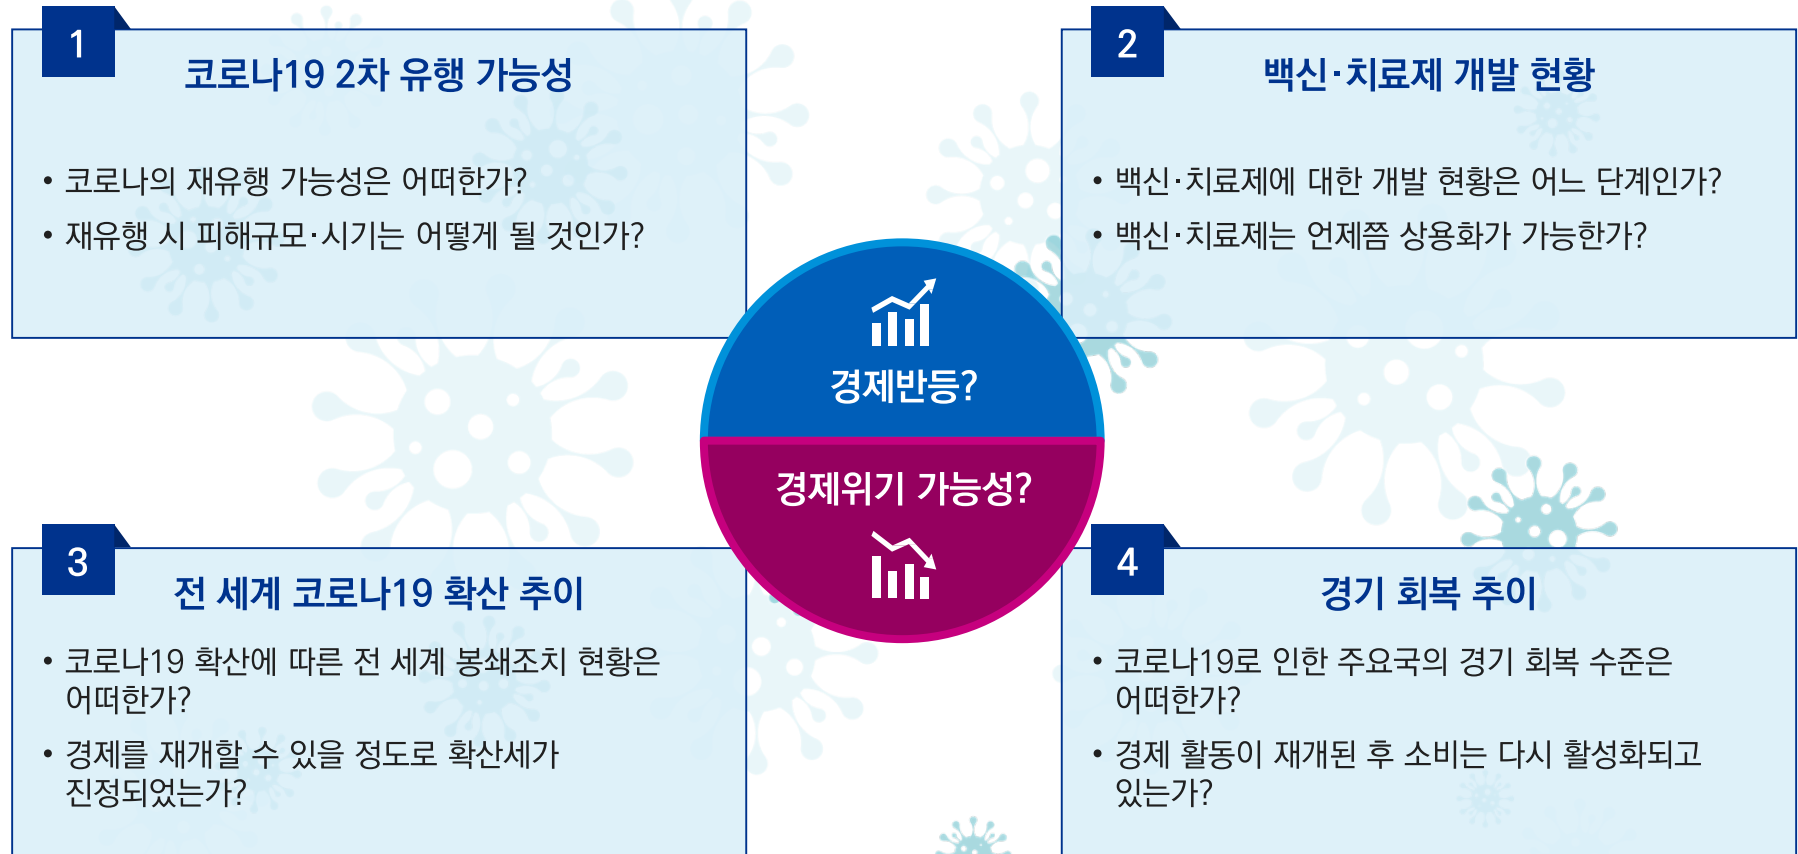 1
코로나19 2차 유행 가능성
• 코로나의 재유행 가능성은 어떠한가?
• 재유행 시 피해규모·시기는 어떻게 될 것인가?
2
백신·치료제 개발 현황
• 백신·치료제에 대한 개발 현황은 어느 단계인가?
• 백신·치료제는 언제쯤 상용화가 가능한가?
경제반등?
경제위기 가능성?
3
전 세계 코로나19 확산 추이
• 코로나19 확산에 따른 전 세계 봉쇄조치 현황은
어떠한가?
• 경제를 재개할 수 있을 정도로 확산세가
진정되었는가?
4
경기 회복 추이
• 코로나19로 인한 주요국의 경기 회복 수준은
어떠한가?
• 경제 활동이 재개된 후 소비는 다시 활성화되고
있는가?